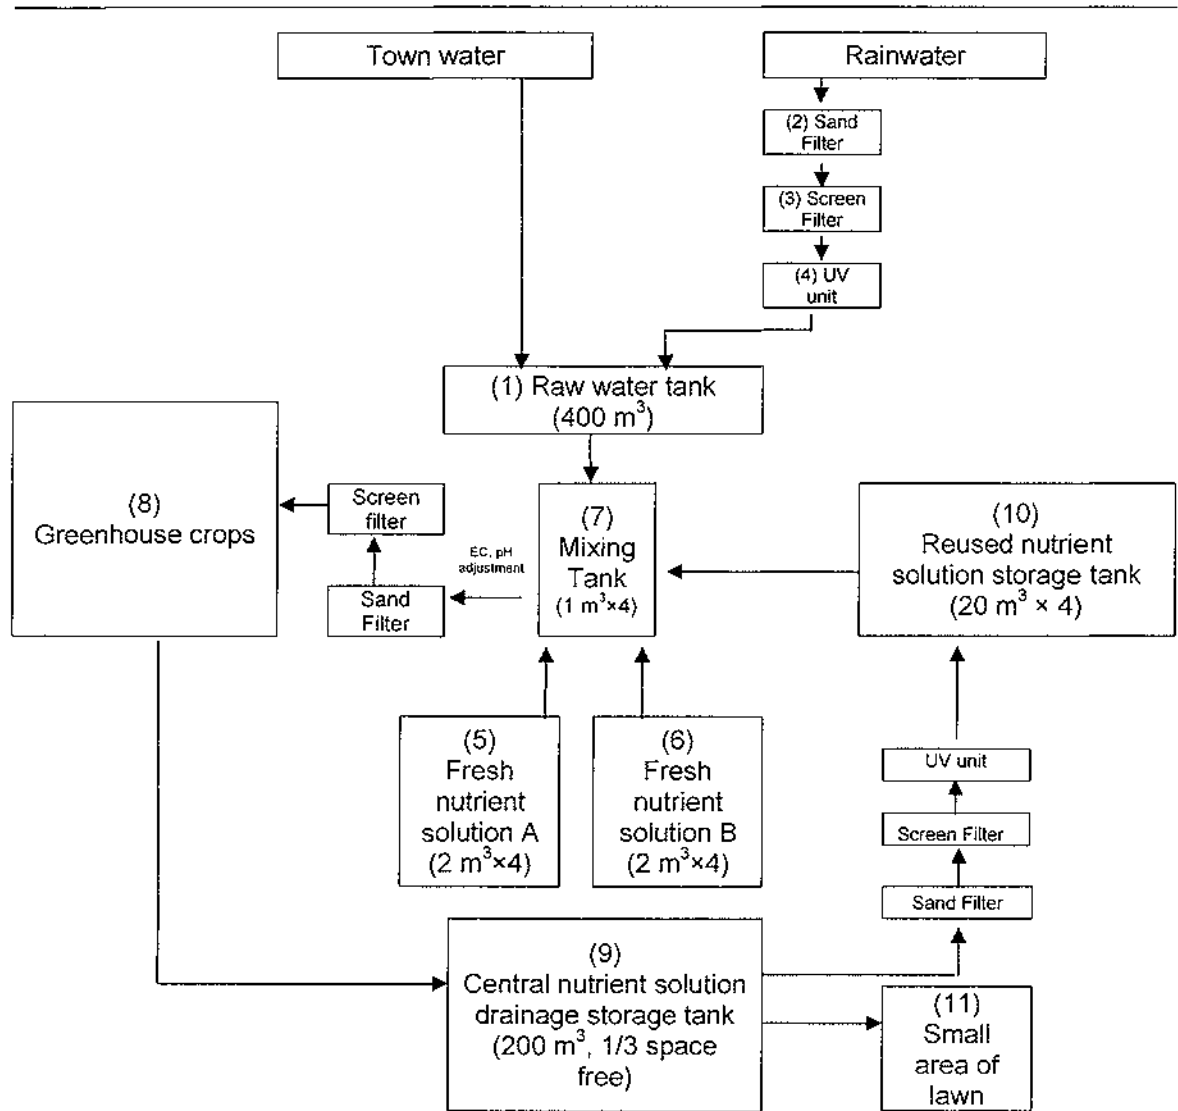 Town water
Rainwater
(2) Sand
Filter
(3) Screen
Filter
(4) UV
unit
(1) Raw water tank
(400 m³)
(8)
Greenhouse crops
Screen
filter
Sand
Filter
EC, pH
adjustment
(7)
Mixing
Tank
(1 m³×4)
(10)
Reused nutrient
solution storage tank
(20 m³ × 4)
(5)
Fresh
nutrient
solution A
(2 m³×4)
(6)
Fresh
nutrient
solution B
(2 m³×4)
UV unit
Screen Filter
Sand Filter
(9)
Central nutrient solution
drainage storage tank
(200 m³, 1/3 space
free)
(11)
Small
area of
lawn